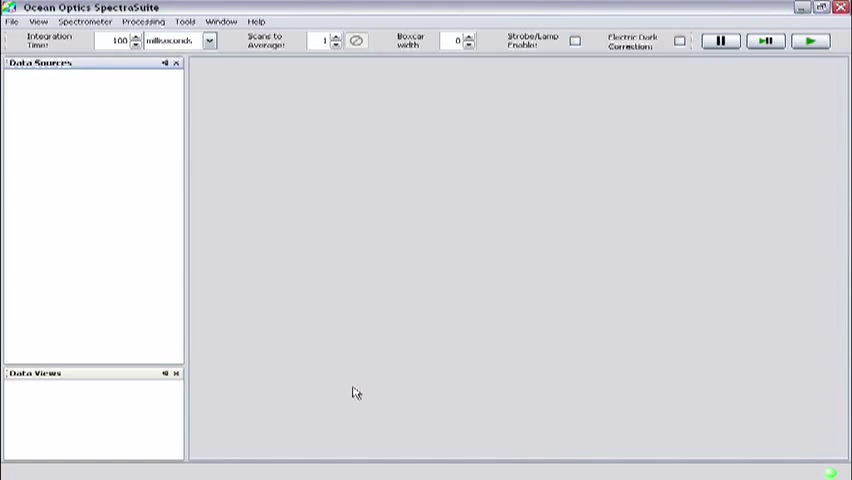 Ocean Optics SpectraSuite
File View Spectrometer Processing Tools Window Help
Integration Time: 100 milliseconds Scans to Average: 1 Boxcar width 0 Strobe/Lamp Enable: Electric Dark Correction:
Data Sources
Data Views